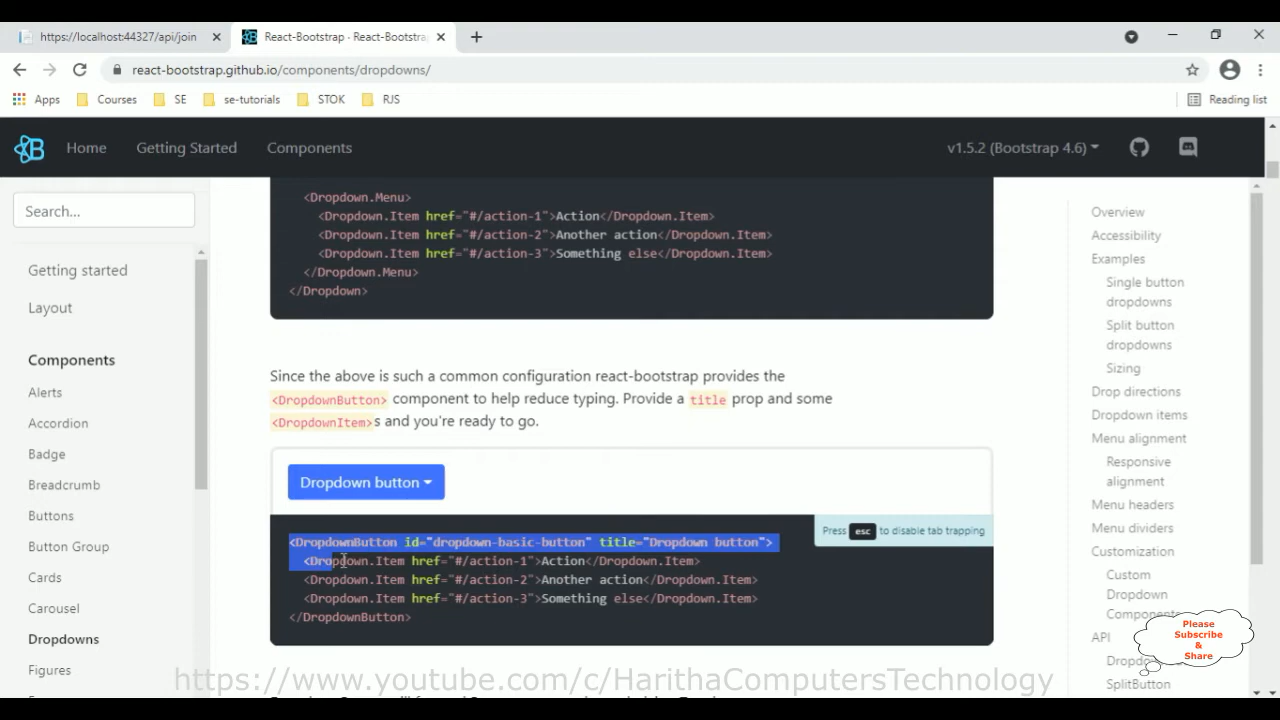 https://localhost:44327/api/join
React-Bootstrap · React-Bootstra
react-bootstrap.github.io/components/dropdowns/
Apps
Courses
SE
se-tutorials
STOK
RJS
Reading list
Home
Getting Started
Components
v1.5.2 (Bootstrap 4.6)
Search...
Getting started
Layout
Components
Alerts
Accordion
Badge
Breadcrumb
Buttons
Button Group
Cards
Carousel
Dropdowns
Figures
<Dropdown.Menu>
<Dropdown.Item href="#/action-1">Action</Dropdown.Item>
<Dropdown.Item href="#/action-2">Another action</Dropdown.Item>
<Dropdown.Item href="#/action-3">Something else</Dropdown.Item>
</Dropdown.Menu>
</Dropdown>
Since the above is such a common configuration react-bootstrap provides the
<DropdownButton> component to help reduce typing. Provide a title prop and some
<DropdownItem>s and you're ready to go.
Dropdown button
Press esc to disable tab trapping
<DropdownButton id="dropdown-basic-button" title="Dropdown button">
<Dropdown.Item href="#/action-1">Action</Dropdown.Item>
<Dropdown.Item href="#/action-2">Another action</Dropdown.Item>
<Dropdown.Item href="#/action-3">Something else</Dropdown.Item>
</DropdownButton>
Overview
Accessibility
Examples
Single button
dropdowns
Split button
dropdowns
Sizing
Drop directions
Dropdown items
Menu alignment
Responsive
alignment
Menu headers
Menu dividers
Customization
Custom
Dropdown
Components
API
SplitButton
Please
Subscribe
&
Share
https://www.youtube.com/c/HarithaComputersTechnology